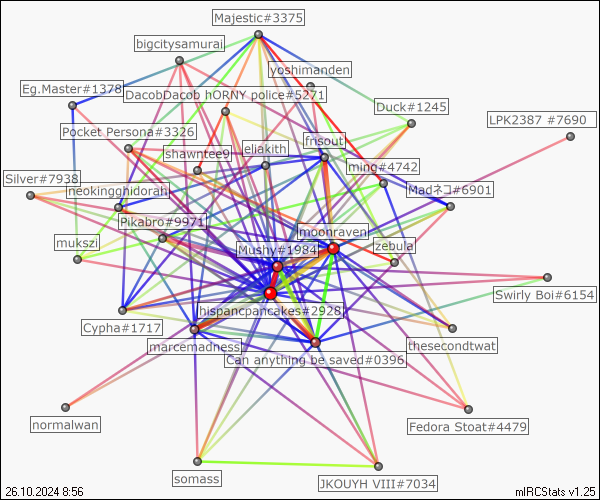 Majestic#3375
bigcitysamurai
yoshimanden
Eg.Master#1378
DacobDacob hORNY police#5271
Duck#1245
LPK2387 #7690
Pocket Persona#3326
frisout
eliakith
shawntee9
ming#4742
Silver#7938
neokingghidorah
Madネコ#6901
Pikabro#9971
moonraven
mukszi
Mushy#1984
zebula
Swirly Boi#6154
hispancpancakes#2928
Cypha#1717
marcemadness
Can anything be saved#0396
thesecondtwat
normalwan
Fedora Stoat#4479
somass
JKOUYH VIII#7034
26.10.2024 8:56
mIRCStats v1.25